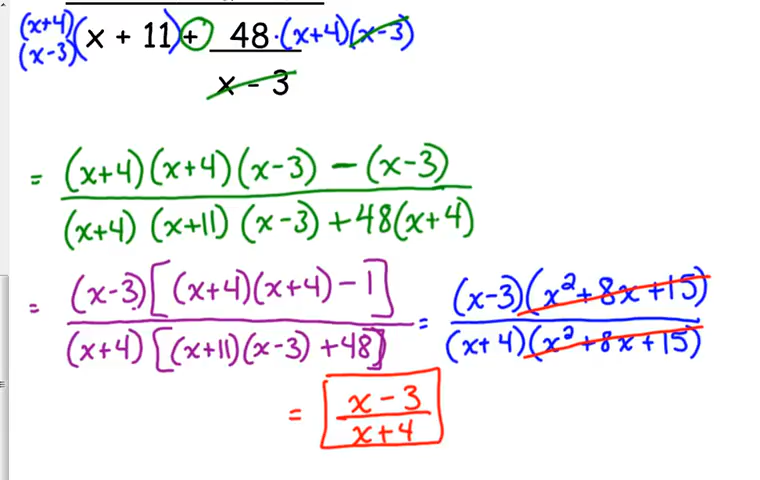 (x+4)
(x-3)(x + 11) + 48·(x+4)(x-3)
x - 3
= (x+4)(x+4)(x-3) - (x-3)
(x+4)(x+11)(x-3)+48(x+4)
= (x-3)[(x+4)(x+4)-1] = (x-3)(x²+8x+15)
(x+4)[(x+11)(x-3)+48] (x+4)(x²+8x+15)
= x-3
x+4